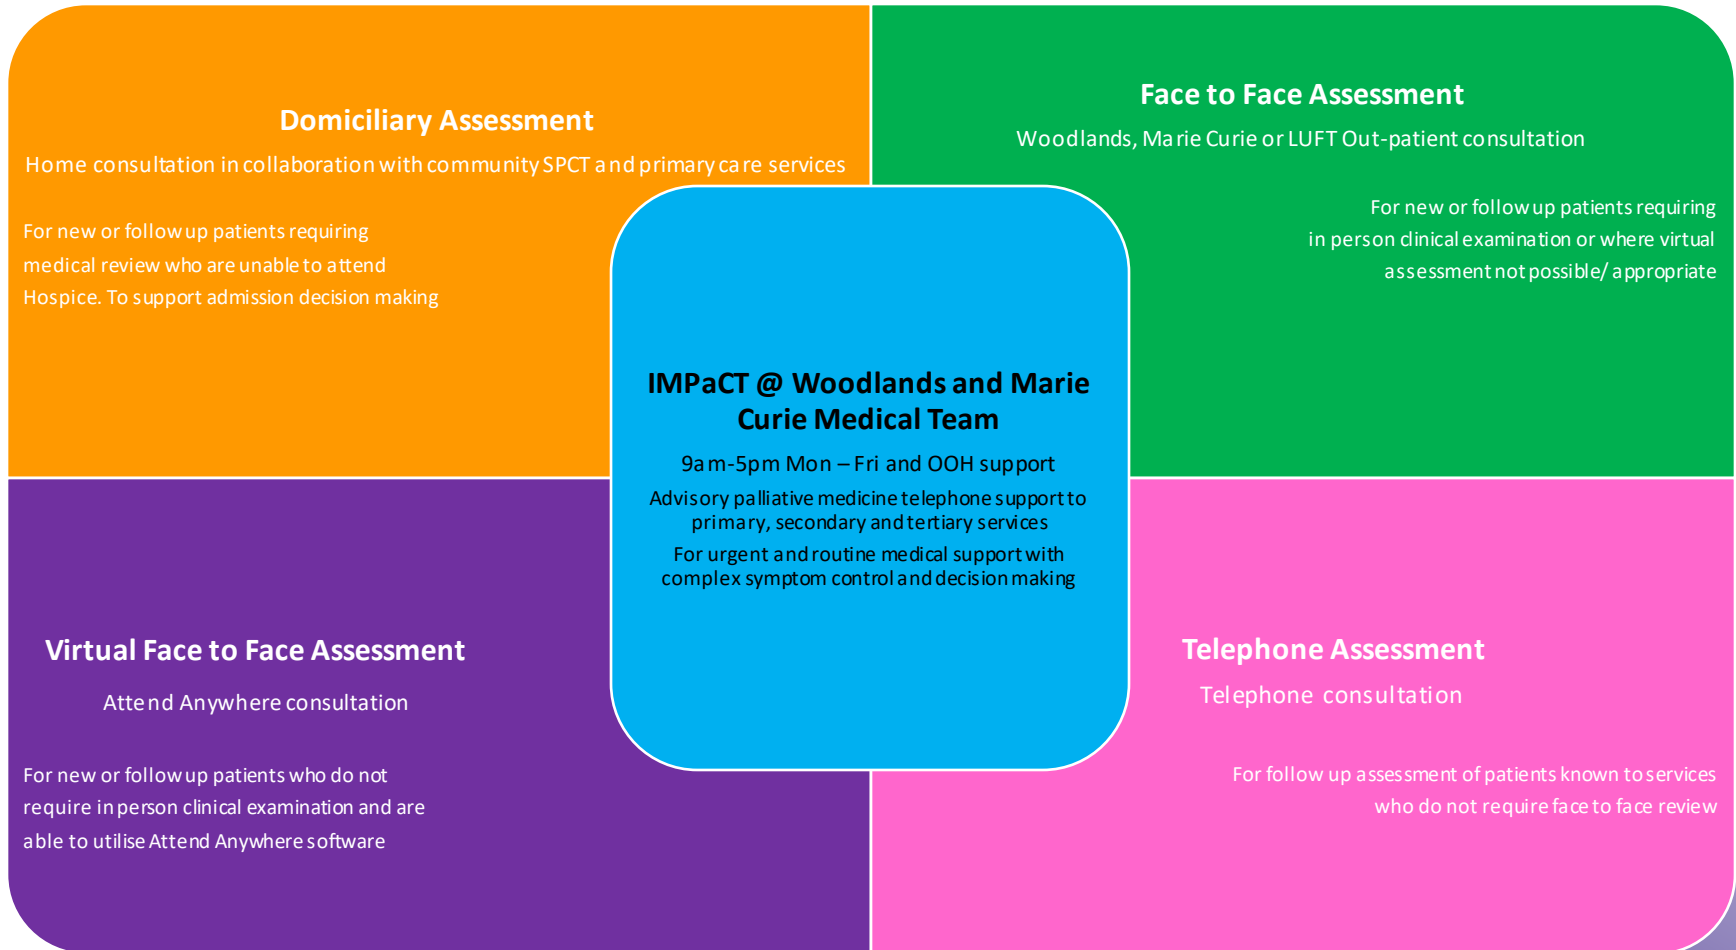 Domiciliary Assessment
Home consultation in collaboration with community SPCT and primary care services
For new or follow up patients requiring
medical review who are unable to attend
Hospice. To support admission decision making
Face to Face Assessment
Woodlands, Marie Curie or LUFT Out-patient consultation
For new or follow up patients requiring
in person clinical examination or where virtual
assessment not possible/ appropriate
IMPaCT @ Woodlands and Marie
Curie Medical Team
9am-5pm Mon – Fri and OOH support
Advisory palliative medicine telephone support to
primary, secondary and tertiary services
For urgent and routine medical support with
complex symptom control and decision making
Virtual Face to Face Assessment
Attend Anywhere consultation
For new or follow up patients who do not
require in person clinical examination and are
able to utilise Attend Anywhere software
Telephone Assessment
Telephone consultation
For follow up assessment of patients known to services
who do not require face to face review